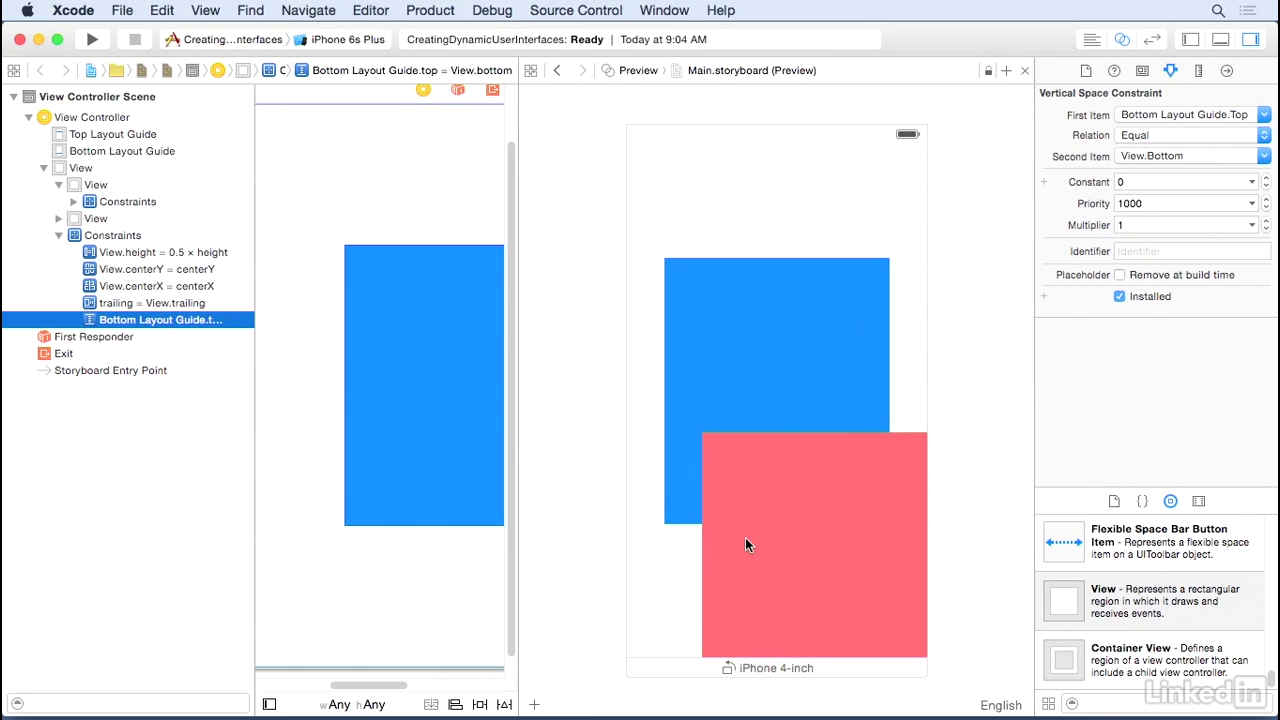 Xcode File Edit View Find Navigate Editor Product Debug Source Control Window Help
Creating...nterfaces iPhone 6s Plus CreatingDynamicUserInterfaces: Ready | Today at 9:04 AM
C Bottom Layout Guide.top = View.bottom Preview Main.storyboard (Preview)
View Controller Scene
View Controller
Top Layout Guide
Bottom Layout Guide
View
View
Constraints
View
Constraints
View.height = 0.5 × height
View.centerY = centerY
View.centerX = centerX
trailing = View.trailing
Bottom Layout Guide.t...
First Responder
Exit
Storyboard Entry Point
wAny hAny
iPhone 4-inch
English
Vertical Space Constraint
First Item Bottom Layout Guide.Top
Relation Equal
Second Item View.Bottom
Constant 0
Priority 1000
Multiplier 1
Identifier Identifier
Placeholder Remove at build time
Installed
Flexible Space Bar Button
Item - Represents a flexible space
item on a UIToolbar object.
View - Represents a rectangular
region in which it draws and
receives events.
Container View - Defines a
region of a view controller that can
include a child view controller.
LinkedIn